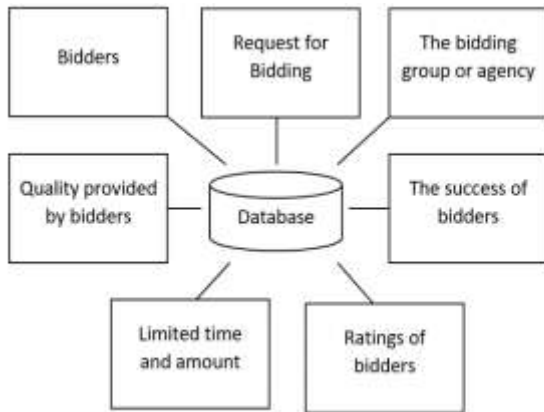 Bidders
Request for
Bidding
The bidding
group or agency
Quality provided
by bidders
Database
The success of
bidders
Limited time
and amount
Ratings of
bidders